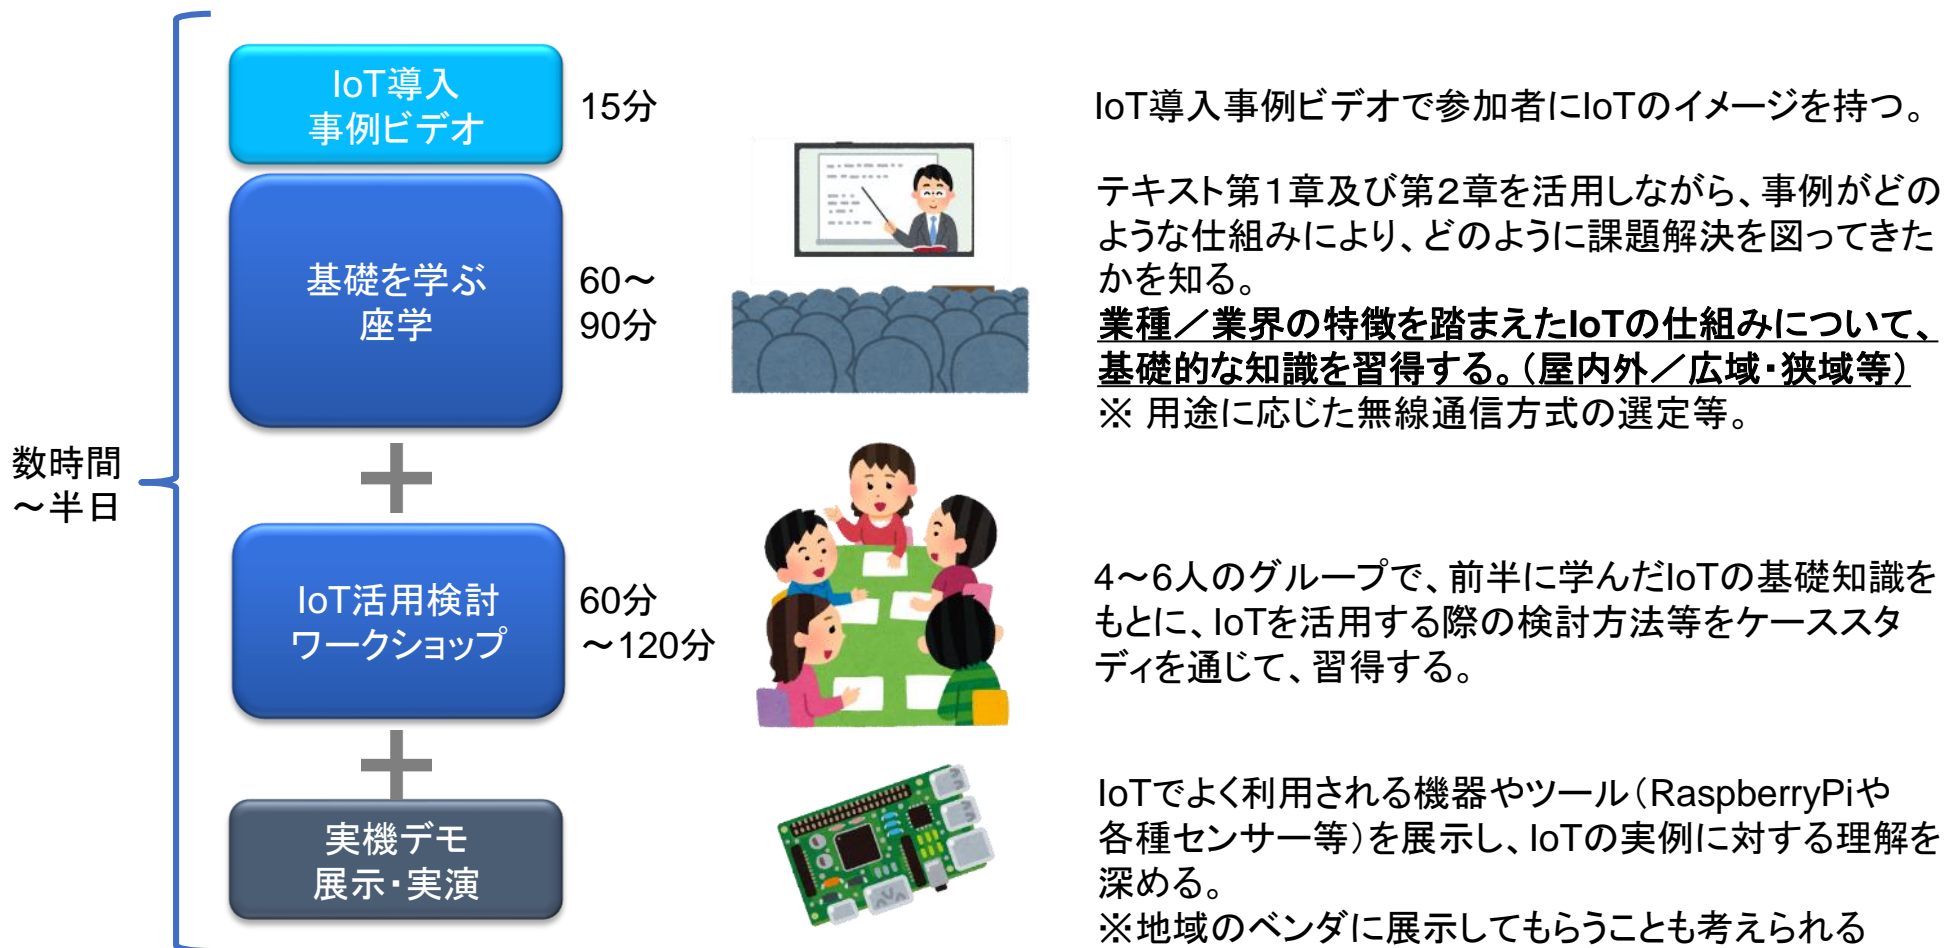 数時間
～半日
IoT導入
事例ビデオ
15分
IoT導入事例ビデオで参加者にIoTのイメージを持つ。
基礎を学ぶ
座学
60～
90分
テキスト第１章及び第２章を活用しながら、事例がどの
ような仕組みにより、どのように課題解決を図ってきた
かを知る。
業種／業界の特徴を踏まえたIoTの仕組みについて、
基礎的な知識を習得する。（屋内外／広域・狭域等）
※ 用途に応じた無線通信方式の選定等。
IoT活用検討
ワークショップ
60分
～120分
4～6人のグループで、前半に学んだIoTの基礎知識を
もとに、IoTを活用する際の検討方法等をケーススタ
ディを通じて、習得する。
実機デモ
展示・実演
IoTでよく利用される機器やツール（RaspberryPiや
各種センサー等）を展示し、IoTの実例に対する理解を
深める。
※地域のベンダに展示してもらうことも考えられる